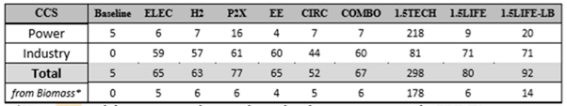 CCS Baseline ELEC H2 P2X EE CIRC COMBO 1.5TECH 1.5LIFE 1.5LIFE-LB
Power 5 6 7 16 4 7 7 218 9 20
Industry 0 59 57 61 60 44 60 81 71 71
Total 5 65 63 77 65 52 67 298 80 92
from Biomass* 0 5 6 6 4 5 6 178 6 14